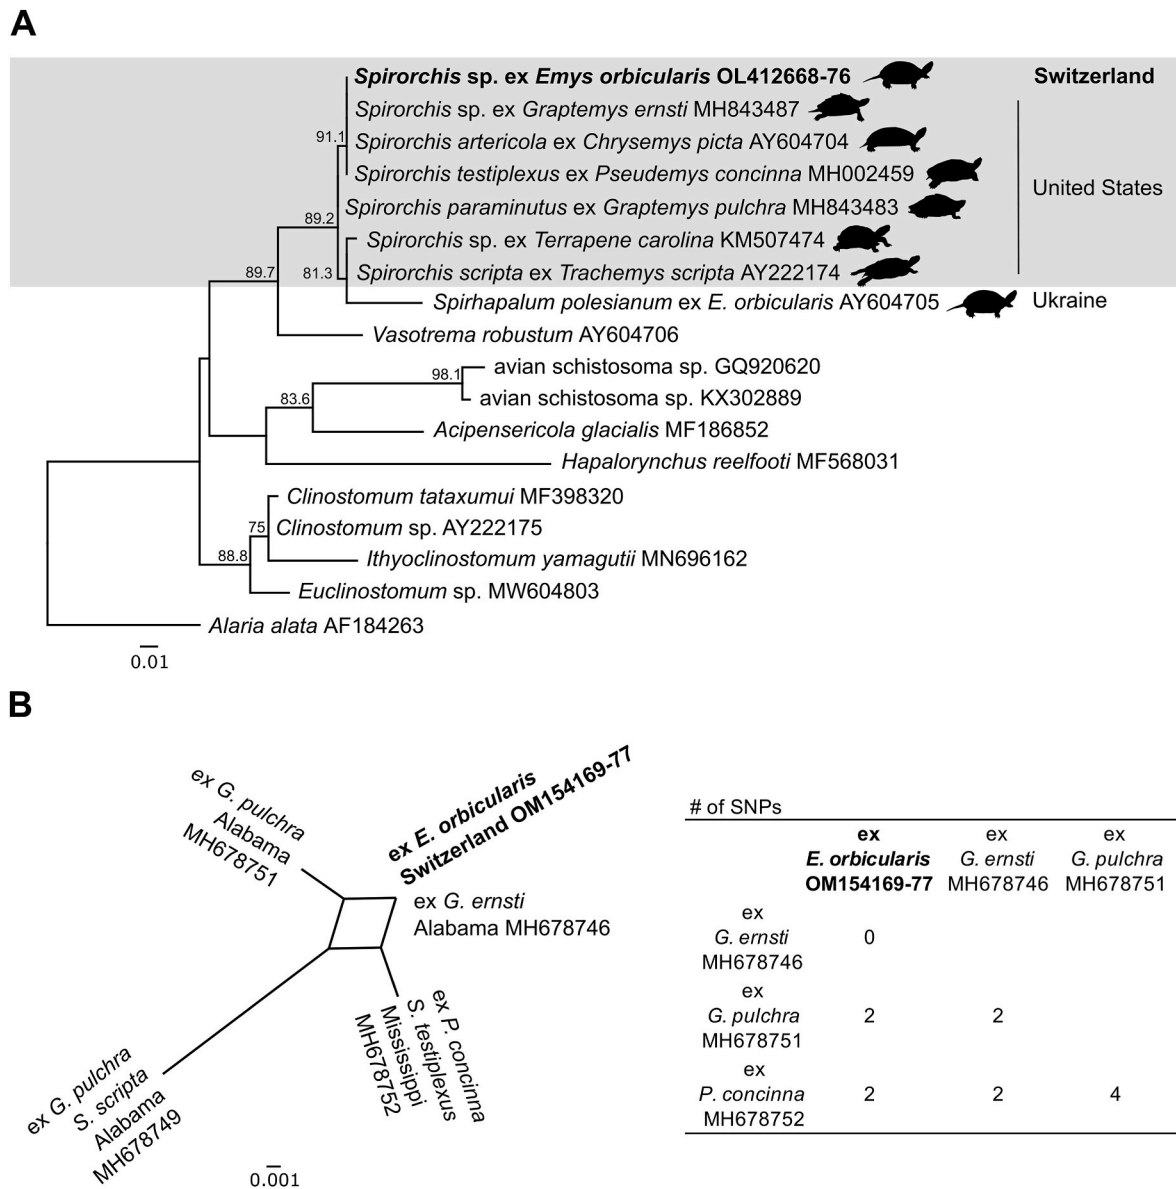 A
Spirorchis sp. ex Emys orbicularis OL412668-76
Switzerland
Spirorchis sp. ex Graptemys ernsti MH843487
91.1
Spirorchis artericola ex Chrysemys picta AY604704
Spirorchis testiplexus ex Pseudemys concinna MH002459
United States
89.2
Spirorchis paraminutus ex Graptemys pulchra MH843483
Spirorchis sp. ex Terrapene carolina KM507474
89.7
81.3
Spirorchis scripta ex Trachemys scripta AY222174
Spirhapalum polesianum ex E. orbicularis AY604705
Ukraine
Vasotrema robustum AY604706
avian schistosoma sp. GQ920620
98.1
avian schistosoma sp. KX302889
83.6
Acipensericola glacialis MF186852
Hapalorynchus reelfooti MF568031
Clinostomum tataxumui MF398320
75
Clinostomum sp. AY222175
88.8
Ithyoclinostomum yamagutii MN696162
Euclinostomum sp. MW604803
Alaria alata AF184263
0.01
B
ex G. pulchra
Alabama
MH678751
ex E. orbicularis
Switzerland OM154169-77
ex G. ernsti
Alabama MH678746
ex P. concinna
S. testiplexus
Mississippi
MH678752
ex G. pulchra
S. scripta
Alabama
MH678749
0.001
# of SNPs
ex
E. orbicularis
OM154169-77
ex
G. ernsti
MH678746
ex
G. pulchra
MH678751
ex
G. ernsti
MH678746
0
ex
G. pulchra
MH678751
2 2
ex
P. concinna
MH678752
2 2 4